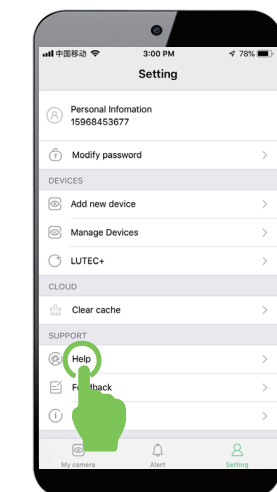 中国移动 3:00 PM 78%
Setting
Personal Infomation
15968453677
Modify password
DEVICES
Add new device
Manage Devices
LUTEC+
CLOUD
Clear cache
SUPPORT
Help
Feedback
My camera Alert Setting